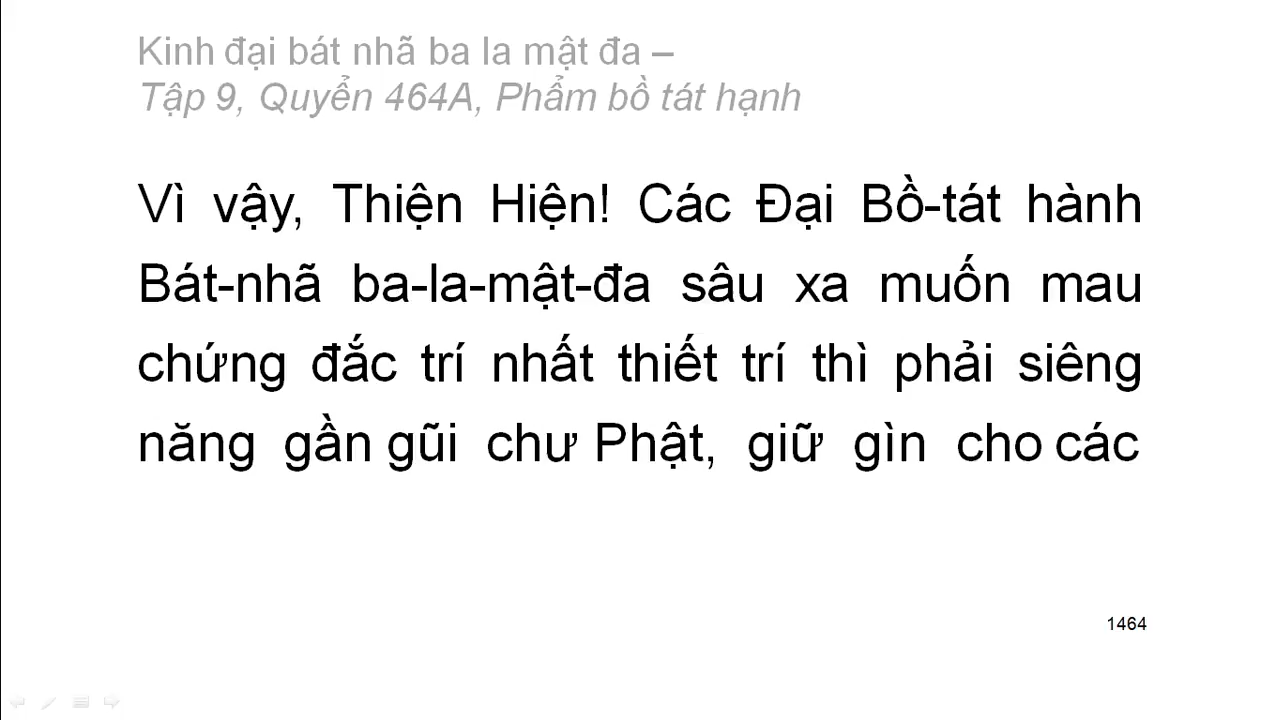 Kinh đại bát nhã ba la mật đa –
Tập 9, Quyển 464A, Phẩm bồ tát hạnh
Vì vậy, Thiện Hiện! Các Đại Bồ-tát hành
Bát-nhã ba-la-mật-đa sâu xa muốn mau
chứng đắc trí nhất thiết trí thì phải siêng
năng gần gũi chư Phật, giữ gìn cho các
1464